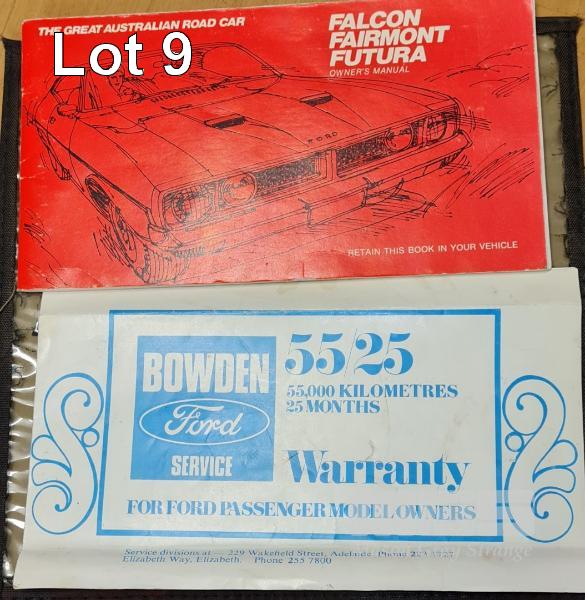 THE GREAT AUSTRALIAN ROAD CAR
Lot 9
FALCON
FAIRMONT
FUTURA
OWNER'S MANUAL
FORD
RETAIN THIS BOOK IN YOUR VEHICLE
BOWDEN
Ford
SERVICE
55/25
55,000 KILOMETRES
25 MONTHS
Warranty
FOR FORD PASSENGER MODEL OWNERS
Service divisions at 229 Wakefield Street, Adelaide. Phone
Elizabeth Way, Elizabeth. Phone 255 7800
Strange